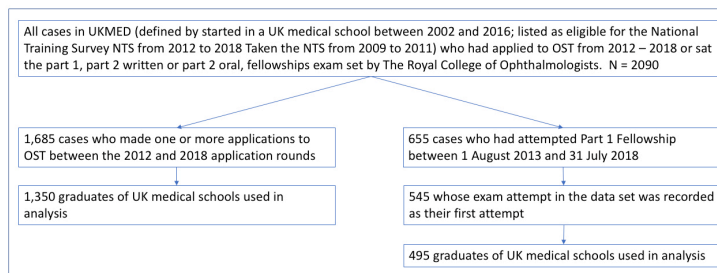 All cases in UKMED (defined by started in a UK medical school between 2002 and 2016; listed as eligible for the National
Training Survey NTS from 2012 to 2018 Taken the NTS from 2009 to 2011) who had applied to OST from 2012 – 2018 or sat
the part 1, part 2 written or part 2 oral, fellowships exam set by The Royal College of Ophthalmologists. N = 2090
1,685 cases who made one or more applications to
OST between the 2012 and 2018 application rounds
655 cases who had attempted Part 1 Fellowship
between 1 August 2013 and 31 July 2018
1,350 graduates of UK medical schools used in
analysis
545 whose exam attempt in the data set was recorded
as their first attempt
495 graduates of UK medical schools used in analysis